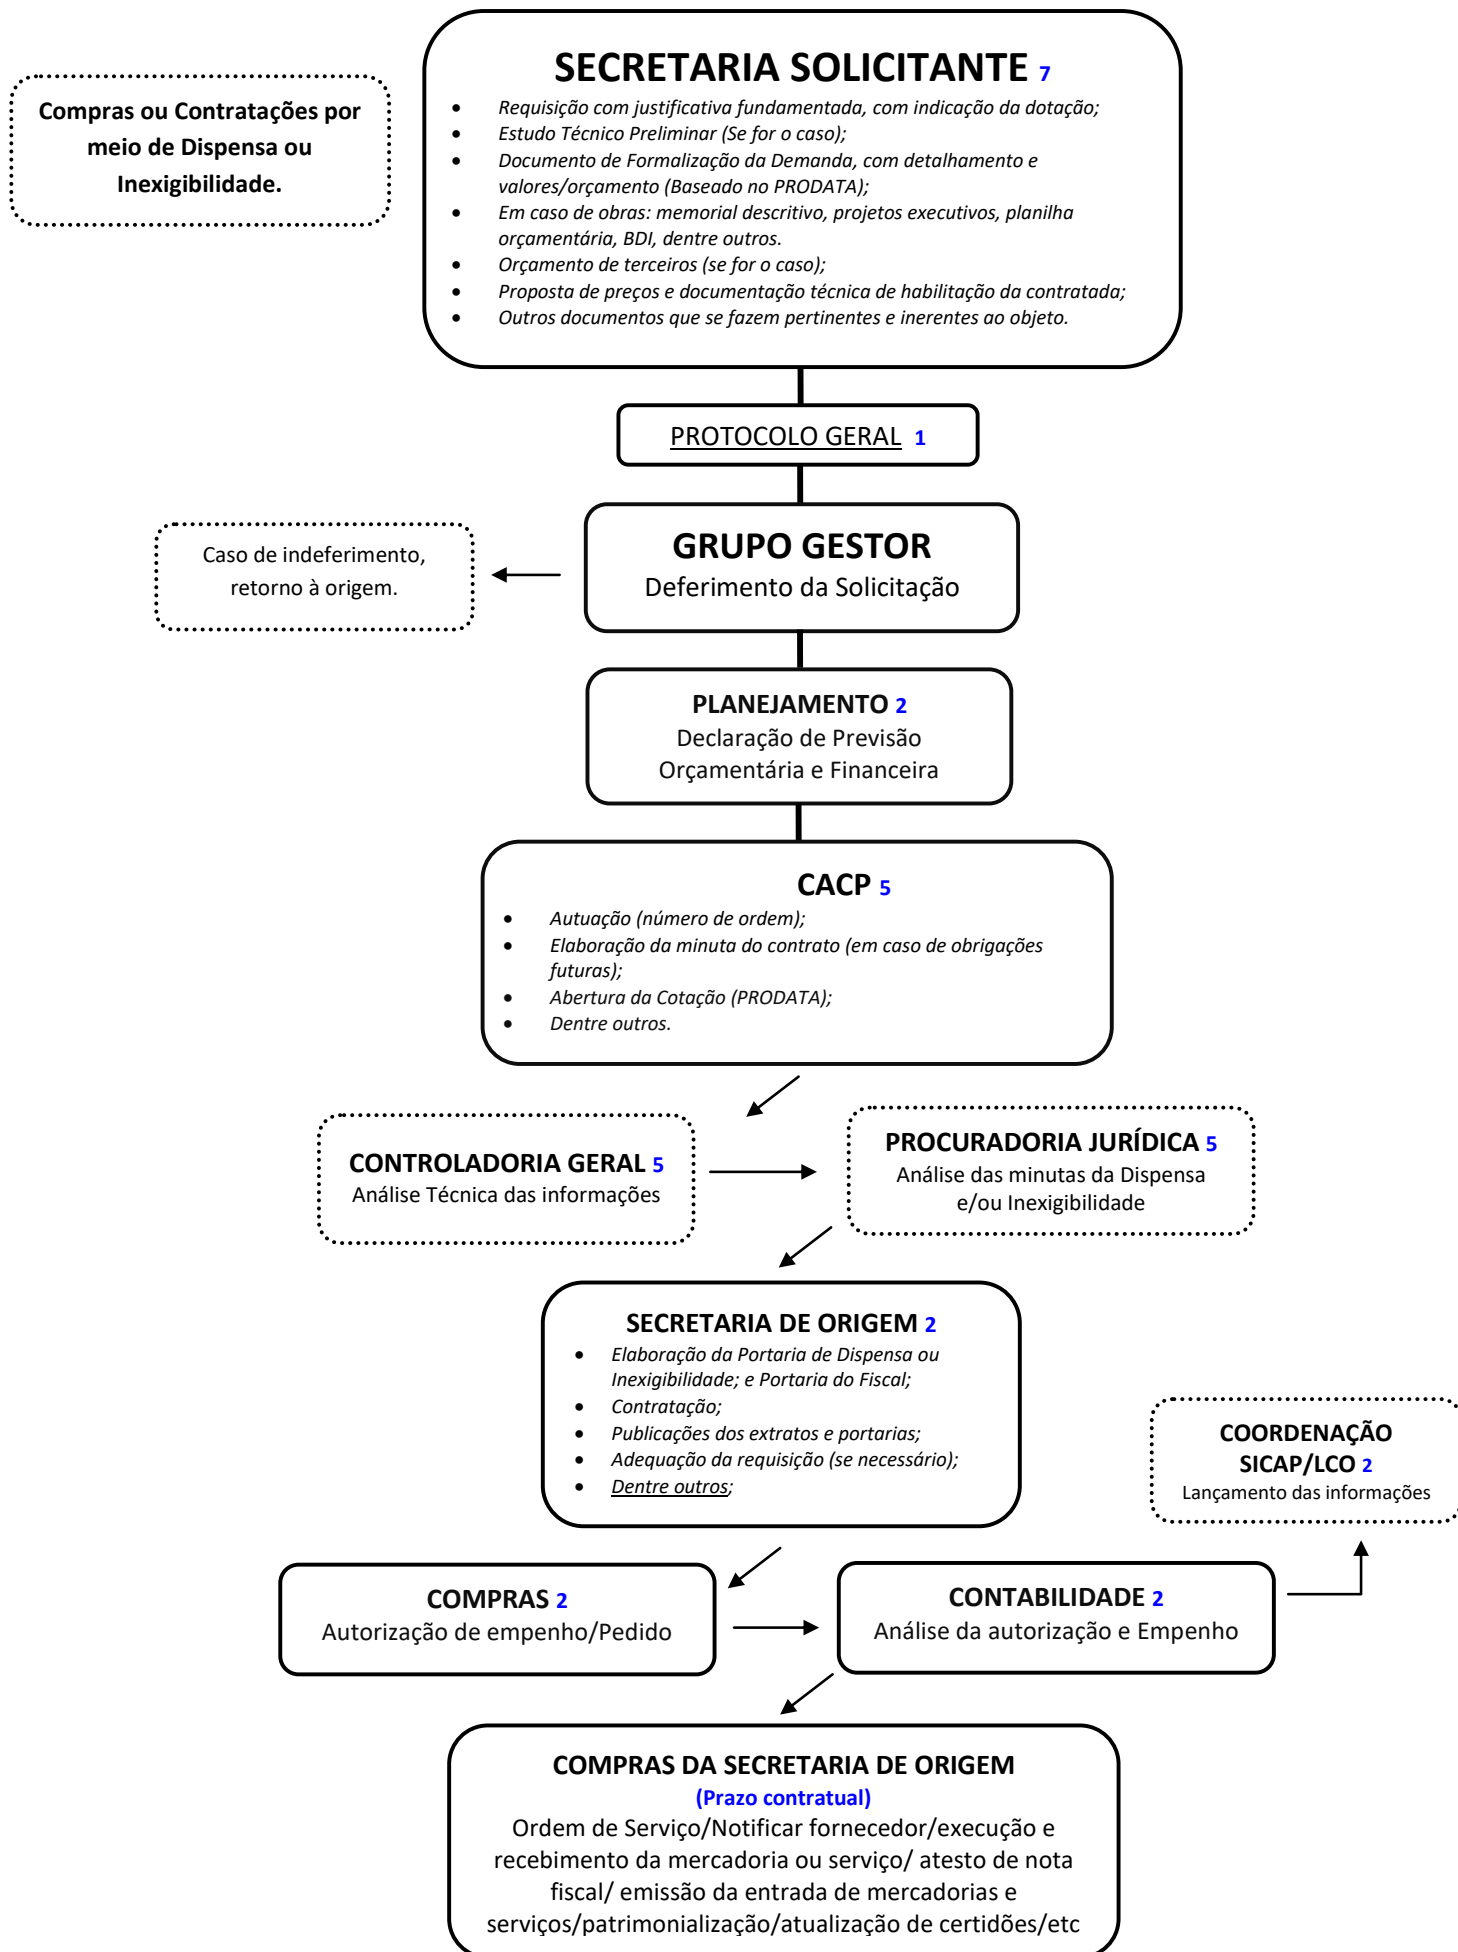 Compras ou Contratações por
meio de Dispensa ou
Inexigibilidade.
SECRETARIA SOLICITANTE 7
• Requisição com justificativa fundamentada, com indicação da dotação;
• Estudo Técnico Preliminar (Se for o caso);
• Documento de Formalização da Demanda, com detalhamento e
valores/orçamento (Baseado no PRODATA);
• Em caso de obras: memorial descritivo, projetos executivos, planilha
orçamentária, BDI, dentre outros.
• Orçamento de terceiros (se for o caso);
• Proposta de preços e documentação técnica de habilitação da contratada;
• Outros documentos que se fazem pertinentes e inerentes ao objeto.
PROTOCOLO GERAL 1
GRUPO GESTOR
Deferimento da Solicitação
Caso de indeferimento,
retorno à origem.
PLANEJAMENTO 2
Declaração de Previsão
Orçamentária e Financeira
CACP 5
• Autuação (número de ordem);
• Elaboração da minuta do contrato (em caso de obrigações
futuras);
• Abertura da Cotação (PRODATA);
• Dentre outros.
CONTROLADORIA GERAL 5
Análise Técnica das informações
PROCURADORIA JURÍDICA 5
Análise das minutas da Dispensa
e/ou Inexigibilidade
SECRETARIA DE ORIGEM 2
• Elaboração da Portaria de Dispensa ou
Inexigibilidade; e Portaria do Fiscal;
• Contratação;
• Publicações dos extratos e portarias;
• Adequação da requisição (se necessário);
• Dentre outros;
COORDENAÇÃO
SICAP/LCO 2
Lançamento das informações
COMPRAS 2
Autorização de empenho/Pedido
CONTABILIDADE 2
Análise da autorização e Empenho
COMPRAS DA SECRETARIA DE ORIGEM
(Prazo contratual)
Ordem de Serviço/Notificar fornecedor/execução e
recebimento da mercadoria ou serviço/ atesto de nota
fiscal/ emissão da entrada de mercadorias e
serviços/patrimonialização/atualização de certidões/etc